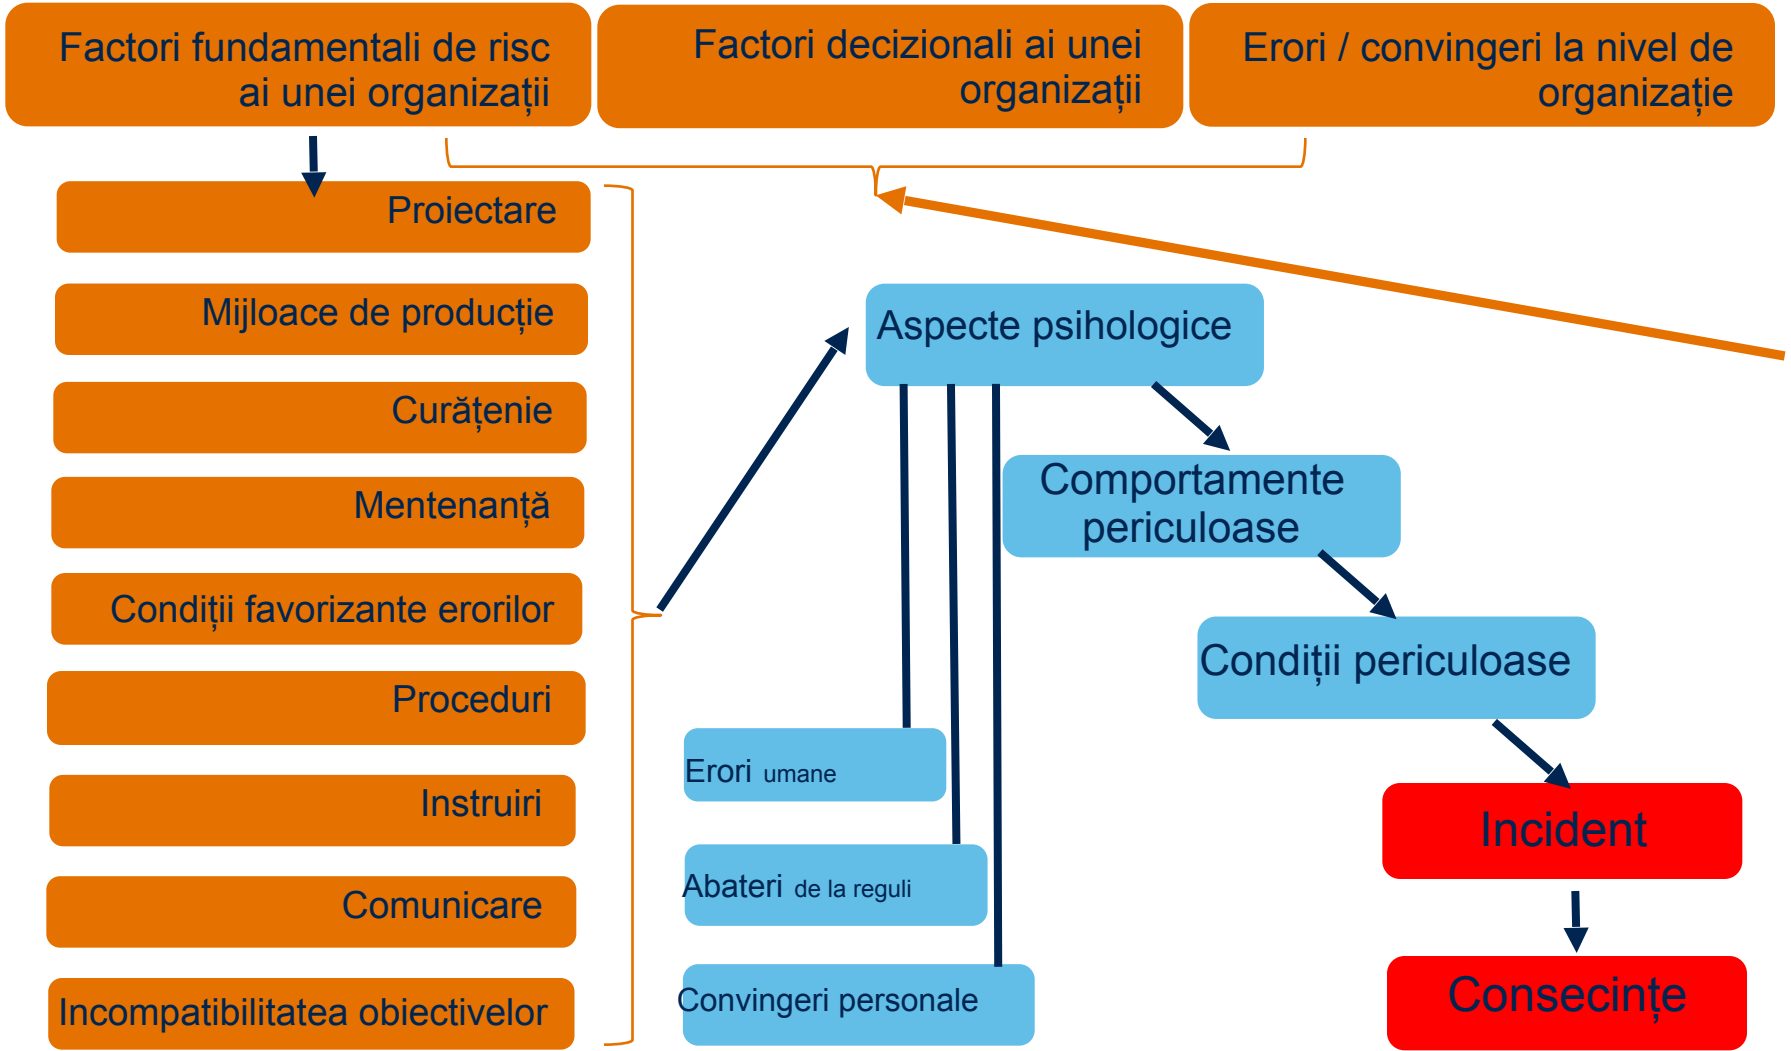 Factori fundamentali de risc
ai unei organizații
Factori decizionali ai unei
organizații
Erori / convingeri la nivel de
organizație
Proiectare
Mijloace de producție
Curățenie
Mentenanță
Condiții favorizante erorilor
Proceduri
Instruiri
Comunicare
Incompatibilitatea obiectivelor
Aspecte psihologice
Comportamente
periculoase
Condiții periculoase
Erori umane
Abateri de la reguli
Convingeri personale
Incident
Consecințe